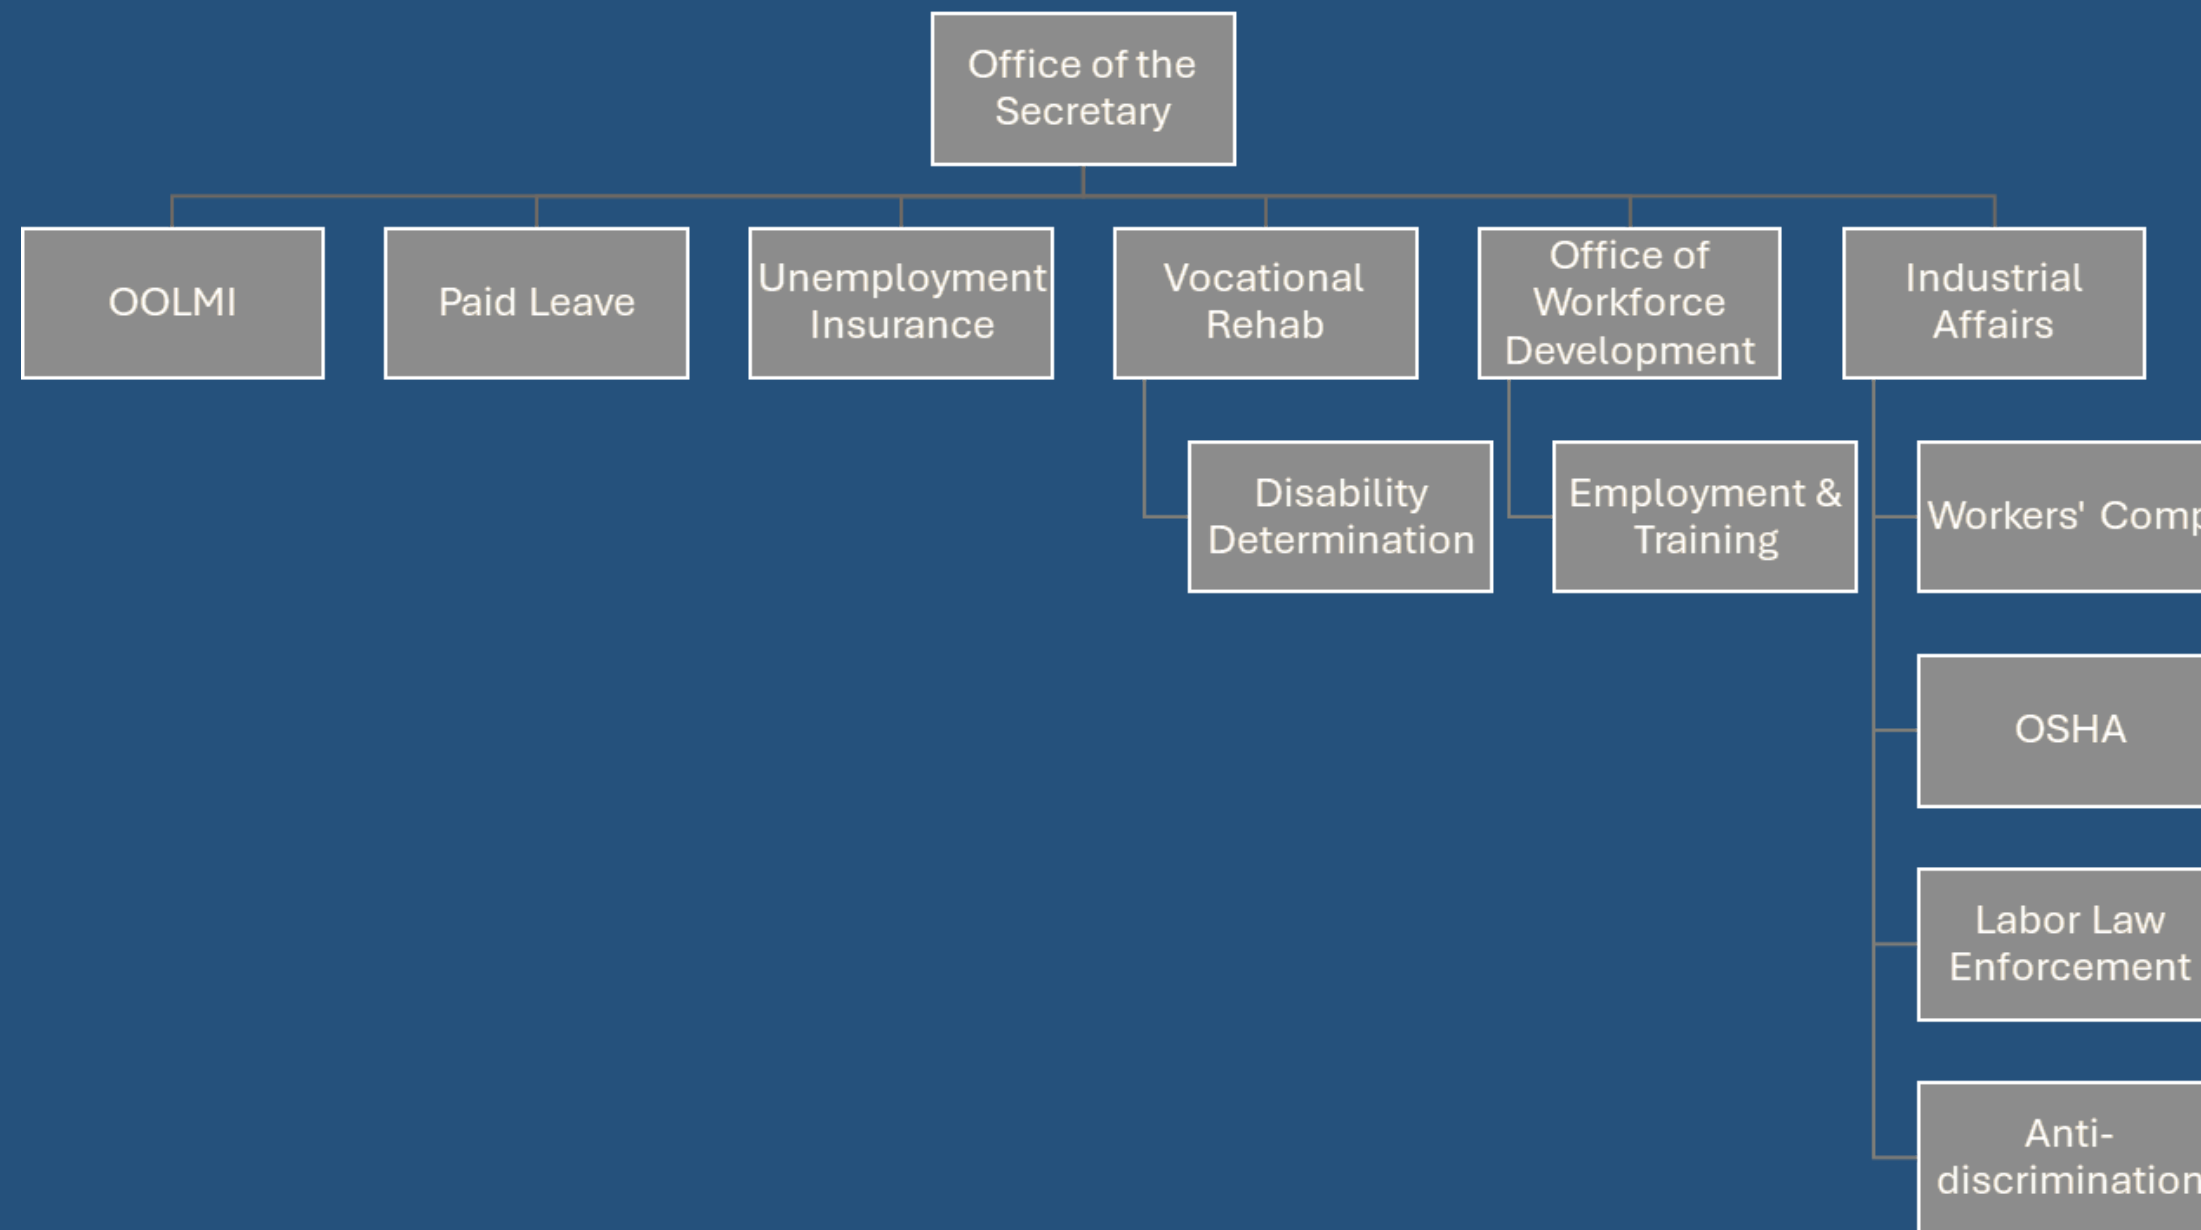 Office of the
Secretary
OOLMI
Paid Leave
Unemployment
Insurance
Vocational
Rehab
Office of
Workforce
Development
Industrial
Affairs
Disability
Determination
Employment &
Training
Workers' Comp
OSHA
Labor Law
Enforcement
Anti-
discrimination